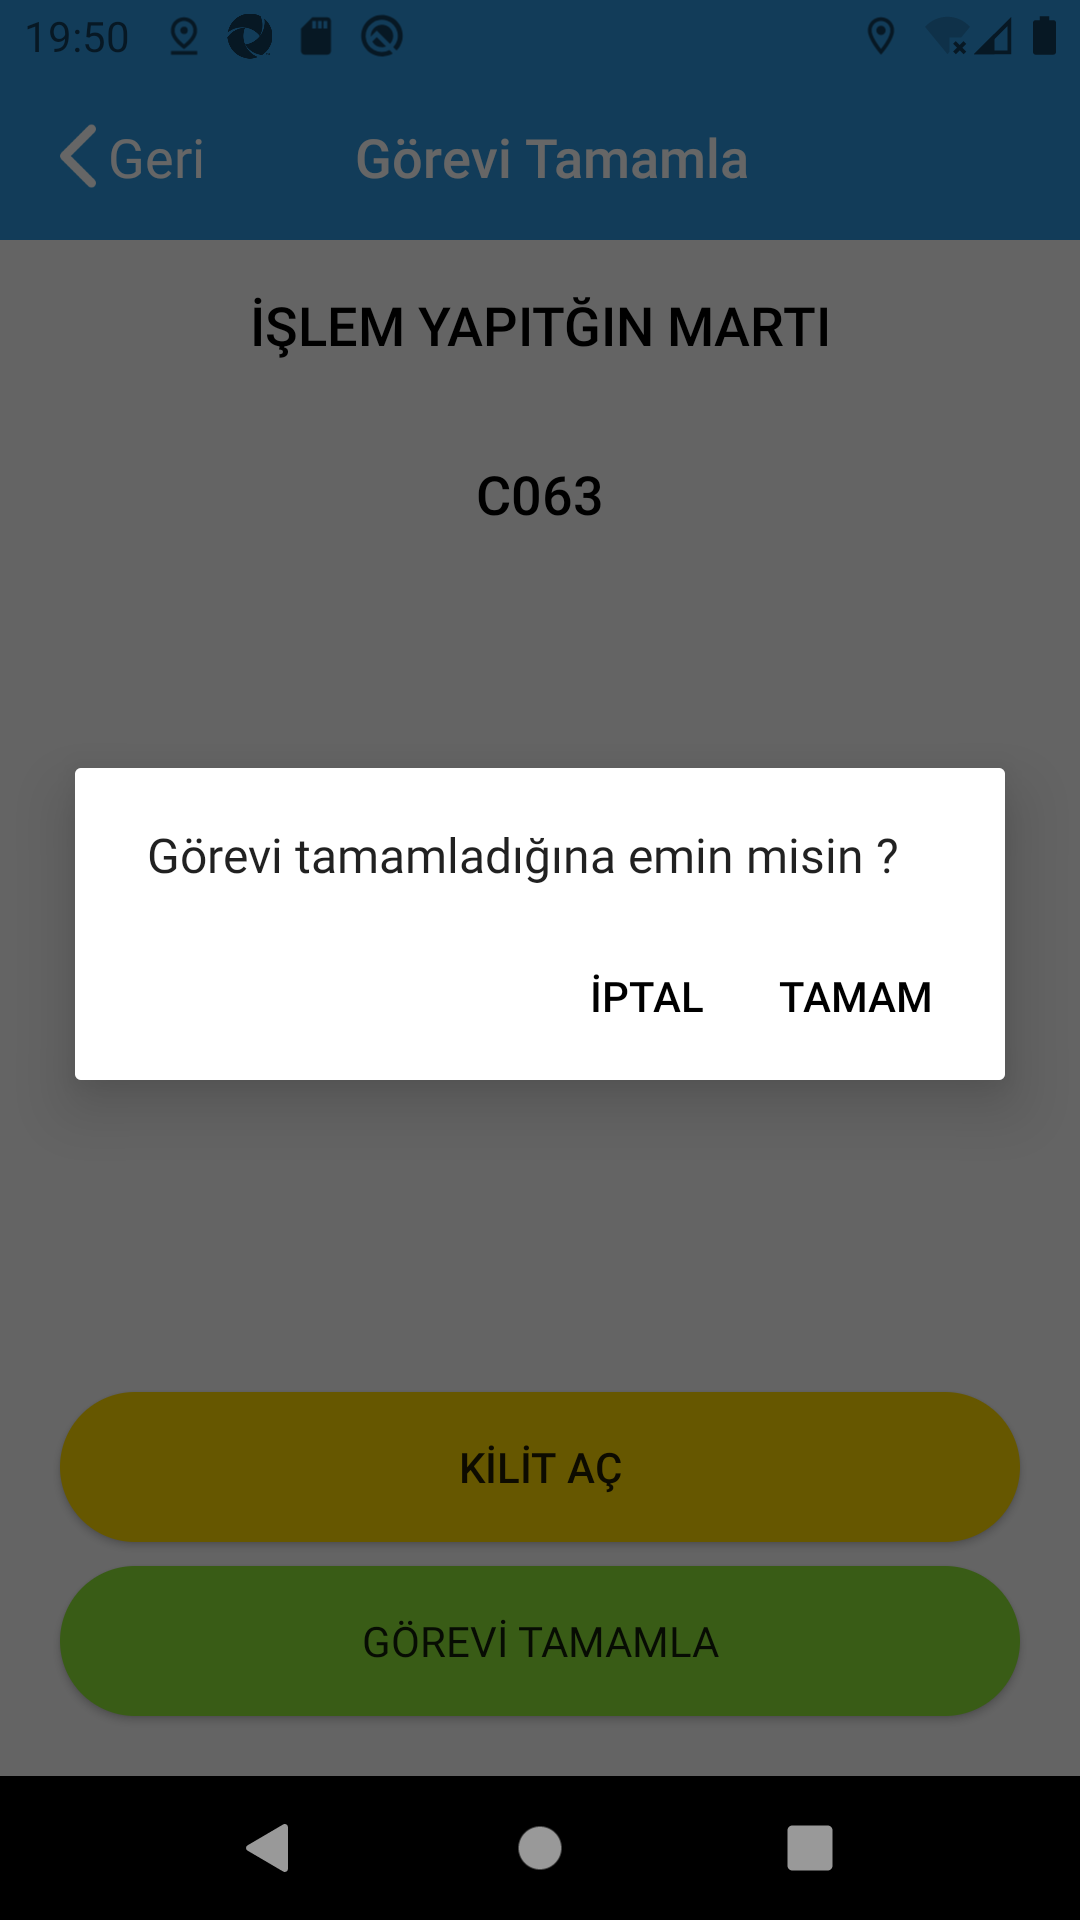 19:50
Geri
Görevi Tamamla
İŞLEM YAPITĞIN MARTI
C063
Görevi tamamladığına emin misin ?
İPTAL TAMAM
KİLİT AÇ
GÖREVİ TAMAMLA